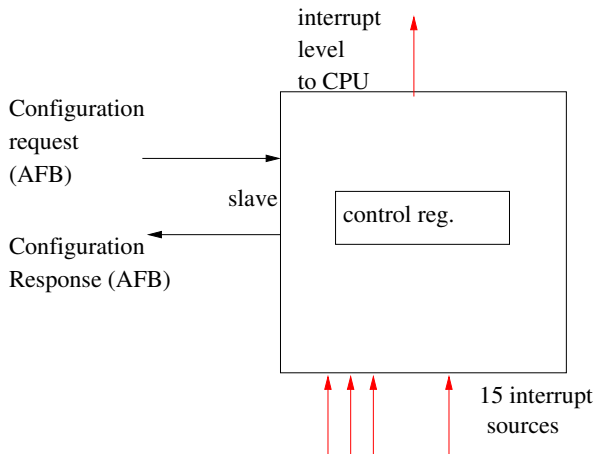 interrupt
level
to CPU
Configuration
request
(AFB)
slave
control reg.
Configuration
Response (AFB)
15 interrupt
sources